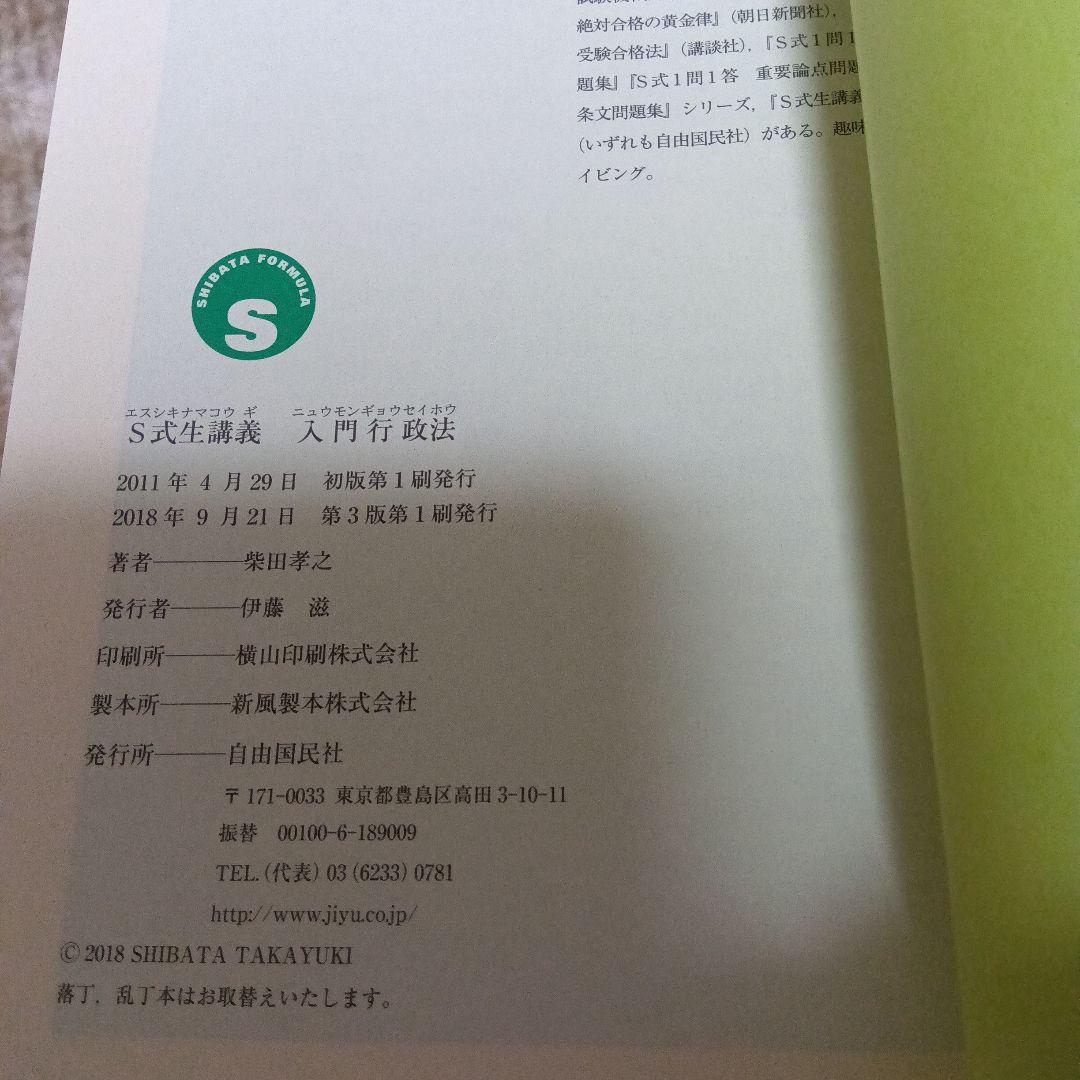 絶対合格の黄金律』(朝日新聞社),
受験合格法』(講談社),『S式1問1
題集』『S式1問1答 重要論点問題
条文問題集』シリーズ,『S式生講義
(いずれも自由国民社)がある。趣味
イビング。
SHIBATA FORMULA
S
エスシキナマコウ ギ ニュウモンギョウセイホウ
S式生講義 入門行政法
2011年 4 月29日 初版第1刷発行
2018年 9 月21日 第3版第1刷発行
著者────柴田孝之
発行者───伊藤 滋
印刷所───横山印刷株式会社
製本所───新風製本株式会社
発行所───自由国民社
〒171-0033 東京都豊島区高田3-10-11
振替 00100-6-189009
TEL.(代表)03(6233)0781
http://www.jiyu.co.jp/
©2018 SHIBATA TAKAYUKI
落丁,乱丁本はお取替えいたします。